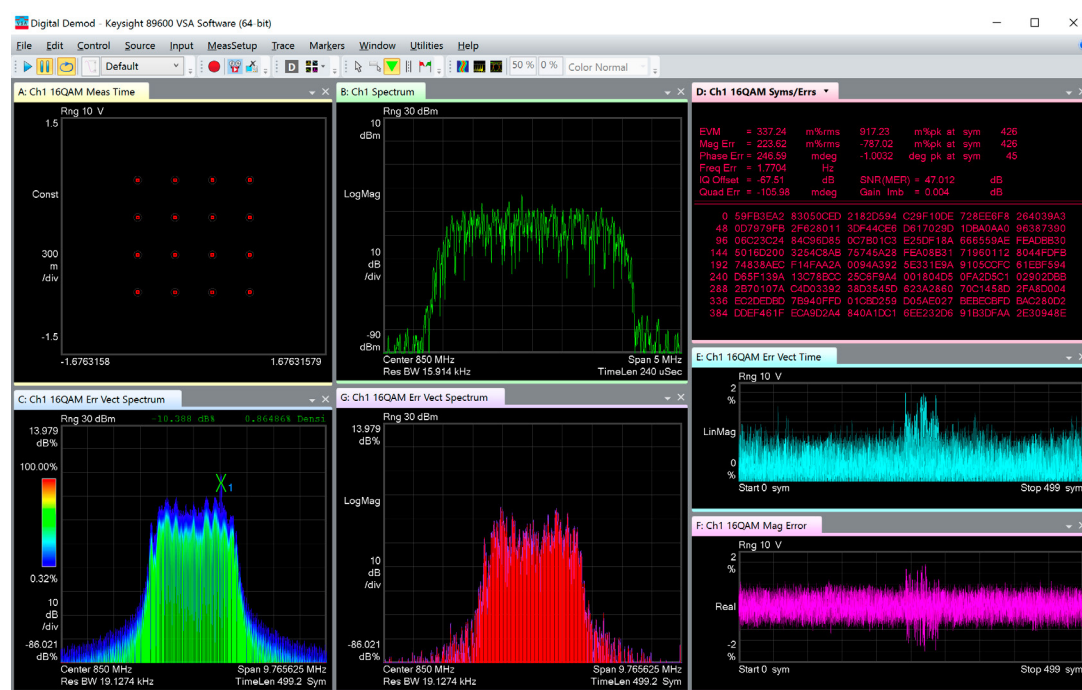 Digital Demod - Keysight 89600 VSA Software (64-bit)
File Edit Control Source Input MeasSetup Trace Markers Window Utilities Help
Default 50 % 0 % Color Normal
A: Ch1 16QAM Meas Time
Rng 10 V
1.5
Const
300
m
/div
-1.5
-1.6763158 1.67631579
B: Ch1 Spectrum
Rng 30 dBm
10
dBm
LogMag
10
dB
/div
-90
dBm
Center 850 MHz Span 5 MHz
Res BW 15.914 kHz TimeLen 240 uSec
D: Ch1 16QAM Syms/Errs
EVM = 337.24 m%rms 917.23 m%pk at sym 426
Mag Err = 223.62 m%rms -787.02 m%pk at sym 426
Phase Err = 246.59 mdeg -1.0032 deg pk at sym 45
Freq Err = 1.7704 Hz
IQ Offset = -67.51 dB SNR(MER) = 47.012 dB
Quad Err = -105.98 mdeg Gain Imb = 0.004 dB
0 59FB3EA2 83050CED 2182D594 C29F10DE 728EE6F8 264039A3
48 0D7979FB 2F628011 3DF44CE6 D617029D 1DBA0AA0 96387390
96 06C23C24 84C96D85 0C7B01C3 E25DF18A 666559AE FEADBB30
144 5016D200 3254C8AB 75745A28 FEA08B31 71960112 8044FDFB
192 74838AEC F14FAA2A 0094A392 5E331E9A 9105CCFC 61EBF594
240 D65F139A 13C78BCC 25C6F9A4 001804D5 0FA2D5C1 02902DBB
288 2B70107A C4D03392 38D3545D 623A2860 70C1458D 2FA8D004
336 EC2DEDBD 7B940FFD 01CBD259 D05AE027 BEBECBFD BAC280D2
384 DDEF461F ECA9D2A4 840A1DC1 6EE232D6 91B3DFAA 2E30948E
C: Ch1 16QAM Err Vect Spectrum
Rng 30 dBm -10.388 dB% 0.86486% Densi
13.979
dB%
100.00%
1
0.32%
10
dB
/div
-86.021
dB%
Center 850 MHz Span 9.765625 MHz
Res BW 19.1274 kHz TimeLen 499.2 Sym
G: Ch1 16QAM Err Vect Spectrum
Rng 30 dBm
13.979
dB%
LogMag
10
dB
/div
-86.021
dB%
Center 850 MHz Span 9.765625 MHz
Res BW 19.1274 kHz TimeLen 499.2 Sym
E: Ch1 16QAM Err Vect Time
Rng 10 V
2
%
LinMag
0
%
Start 0 sym Stop 499 sym
F: Ch1 16QAM Mag Error
Rng 10 V
2
%
Real
-2
%
Start 0 sym Stop 499 sym